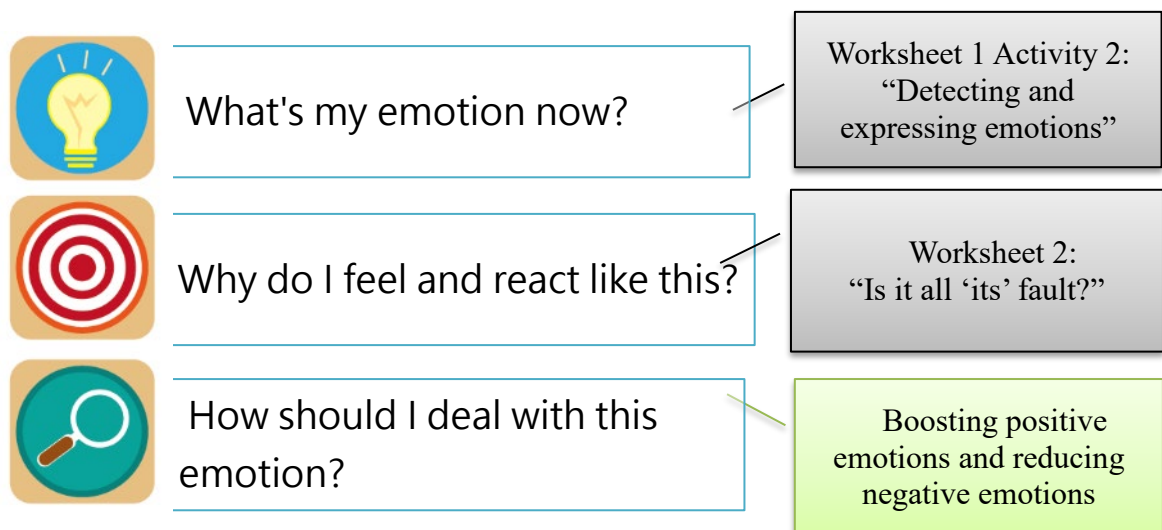 What's my emotion now?
Worksheet 1 Activity 2:
“Detecting and
expressing emotions”
Why do I feel and react like this?
Worksheet 2:
“Is it all ‘its’ fault?”
How should I deal with this
emotion?
Boosting positive
emotions and reducing
negative emotions